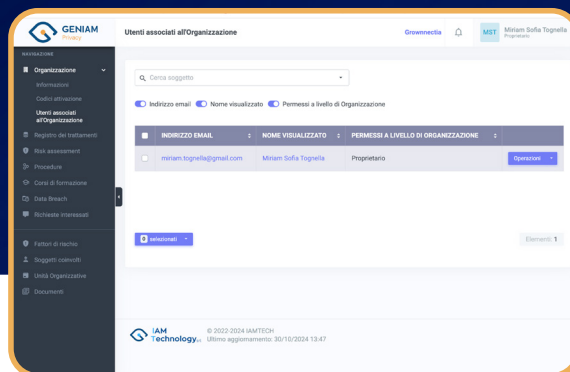 GENIAM
Privacy
Utenti associati all'Organizzazione
Grownnectia
MST
Miriam Sofia Tognella
Proprietario
NAVIGAZIONE
Organizzazione
Informazioni
Codici attivazione
Utenti associati
all'Organizzazione
Registro dei trattamenti
Risk assessment
Procedure
Corsi di formazione
Data Breach
Richieste interessati
Fattori di rischio
Soggetti coinvolti
Unità Organizzative
Documenti
Cerca soggetto
Indirizzo email Nome visualizzato Permessi a livello di Organizzazione
INDIRIZZO EMAIL NOME VISUALIZZATO PERMESSI A LIVELLO DI ORGANIZZAZIONE
miriam.tognella@gmail.com Miriam Sofia Tognella Proprietario Operazioni
0 selezionati
Elementi: 1
IAM
Technology
© 2022-2024 IAMTECH
Ultimo aggiornamento: 30/10/2024 13:47